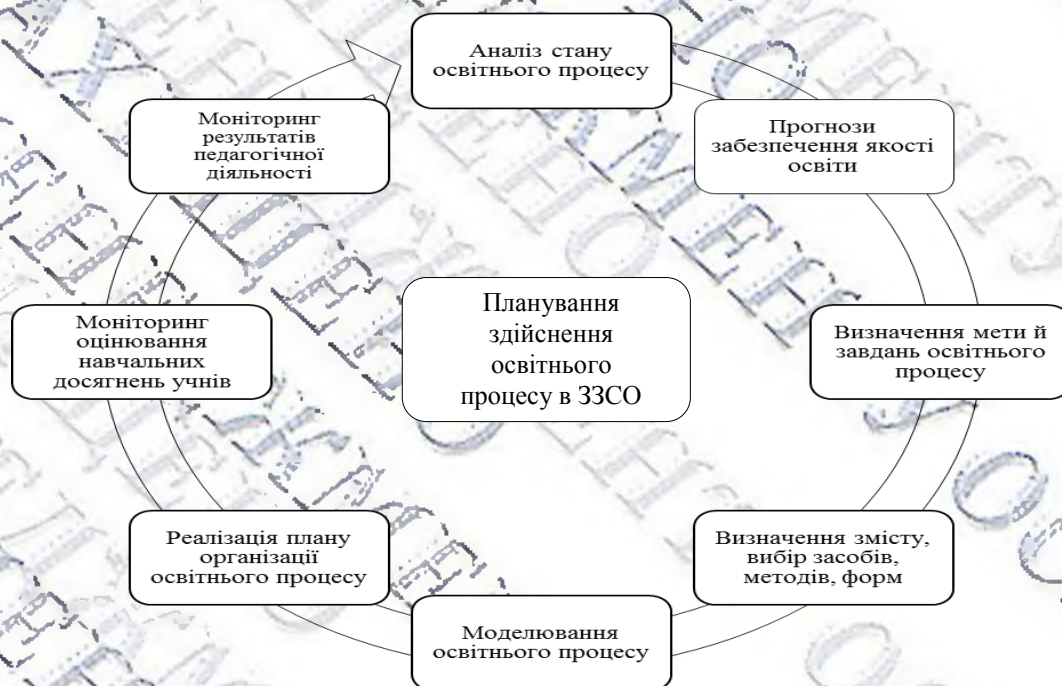 Аналіз стану
освітнього процесу
Прогнози
забезпечення якості
освіти
Визначення мети й
завдань освітнього
процесу
Визначення змісту,
вибір засобів,
методів, форм
Моделювання
освітнього процесу
Реалізація плану
організації
освітнього процесу
Моніторинг
оцінювання
навчальних
досягнень учнів
Моніторинг
результатів
педагогічної
діяльності
Планування
здійснення
освітнього
процесу в ЗЗСО